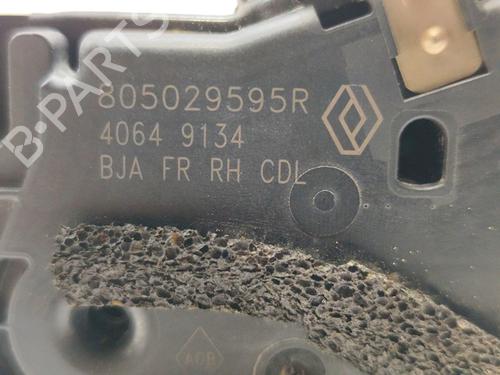 B-PARTS
805029595R
4064 9134
BJA FR RH CDL